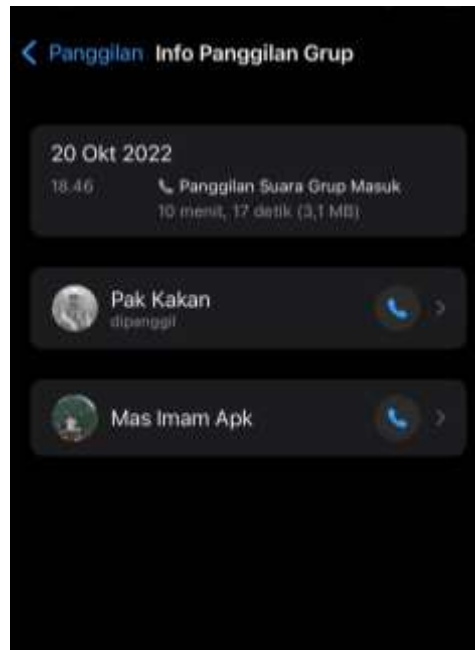 Panggilan Info Panggilan Grup
20 Okt 2022
18.46 Panggilan Suara Grup Masuk
10 menit, 17 detik (3,1 MB)
Pak Kakan
dipanggil
Mas Imam Apk